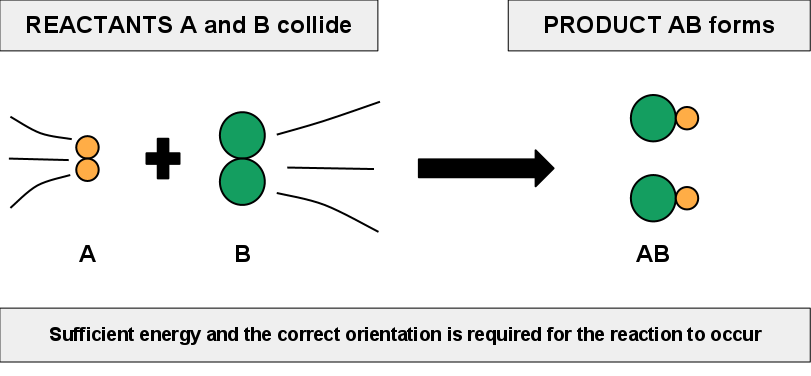 REACTANTS A and B collide
PRODUCT AB forms
A
B
AB
Sufficient energy and the correct orientation is required for the reaction to occur